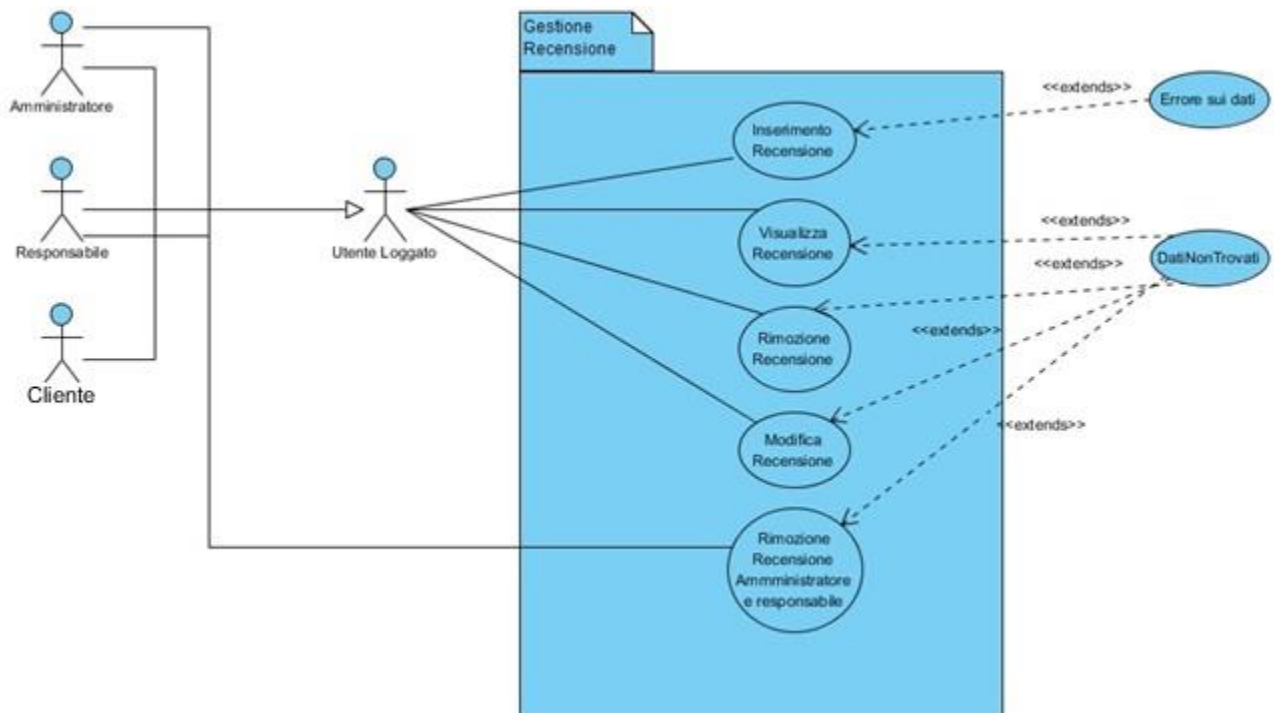 Gestione
Recensione
Amministratore
Responsabile
Cliente
Utente Loggato
Inserimento
Recensione
Visualizza
Recensione
Rimozione
Recensione
Modifica
Recensione
Rimozione
Recensione
Ammministratore
e responsabile
<<extends>>
Errore sui dati
<<extends>>
<<extends>>
DatiNonTrovati
<<extends>>
<<extends>>